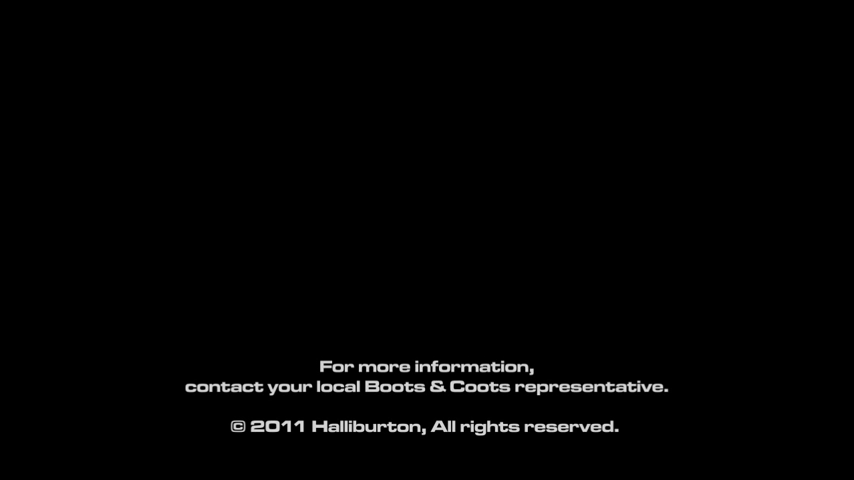 For more information,
contact your local Boots & Coots representative.
© 2011 Halliburton, All rights reserved.